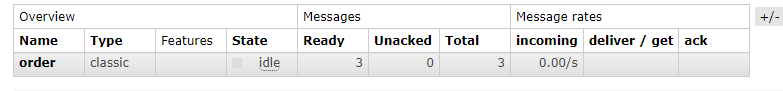 Overview Messages Message rates +/-
Name Type Features State Ready Unacked Total incoming deliver / get ack
order classic idle 3 0 3 0.00/s